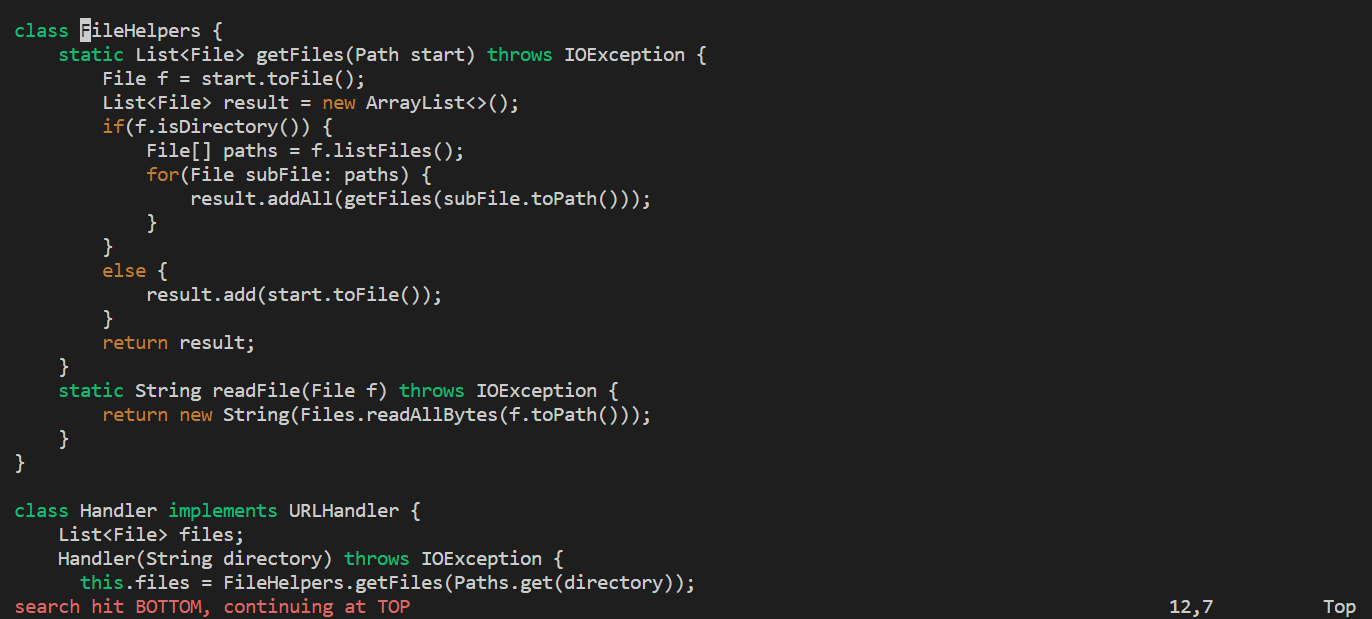 class FileHelpers {
    static List<File> getFiles(Path start) throws IOException {
        File f = start.toFile();
        List<File> result = new ArrayList<>();
        if(f.isDirectory()) {
            File[] paths = f.listFiles();
            for(File subFile: paths) {
                result.addAll(getFiles(subFile.toPath()));
            }
        }
        else {
            result.add(start.toFile());
        }
        return result;
    }
    static String readFile(File f) throws IOException {
        return new String(Files.readAllBytes(f.toPath()));
    }
}

class Handler implements URLHandler {
    List<File> files;
    Handler(String directory) throws IOException {
      this.files = FileHelpers.getFiles(Paths.get(directory));
search hit BOTTOM, continuing at TOP 12,7 Top